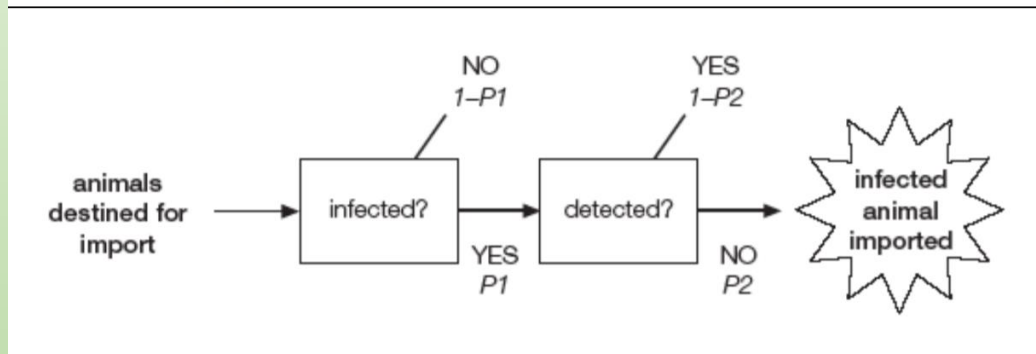 animals
destined for
import
NO
1–P1
infected?
YES
P1
YES
1–P2
detected?
NO
P2
infected
animal
imported